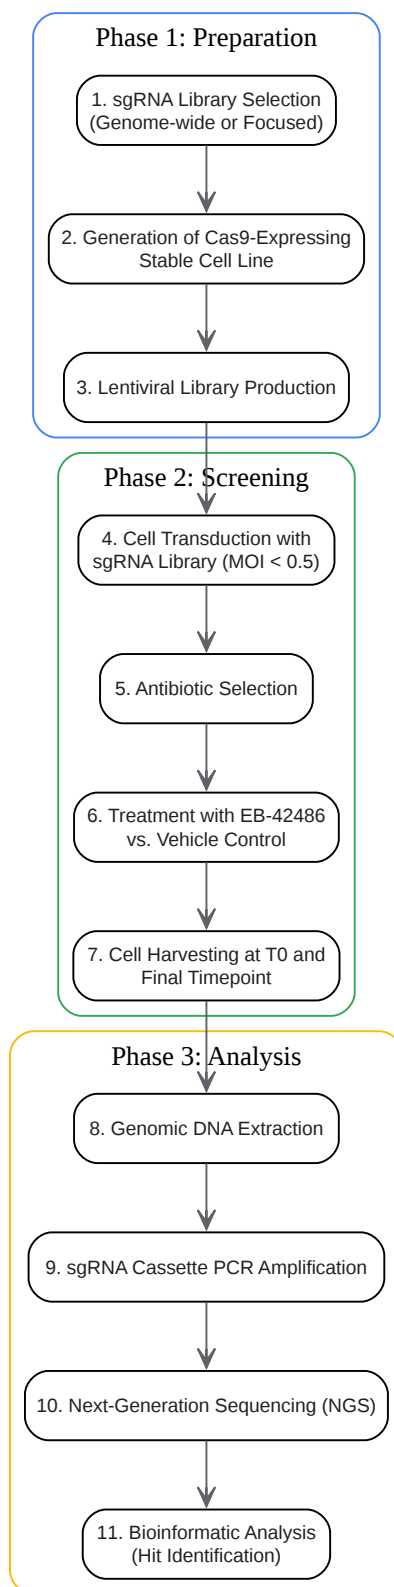 Phase 1: Preparation
1. sgRNA Library Selection
(Genome-wide or Focused)
2. Generation of Cas9-Expressing
Stable Cell Line
3. Lentiviral Library Production
Phase 2: Screening
4. Cell Transduction with
sgRNA Library (MOI < 0.5)
5. Antibiotic Selection
6. Treatment with EB-42486
vs. Vehicle Control
7. Cell Harvesting at T0 and
Final Timepoint
Phase 3: Analysis
8. Genomic DNA Extraction
9. sgRNA Cassette PCR Amplification
10. Next-Generation Sequencing (NGS)
11. Bioinformatic Analysis
(Hit Identification)